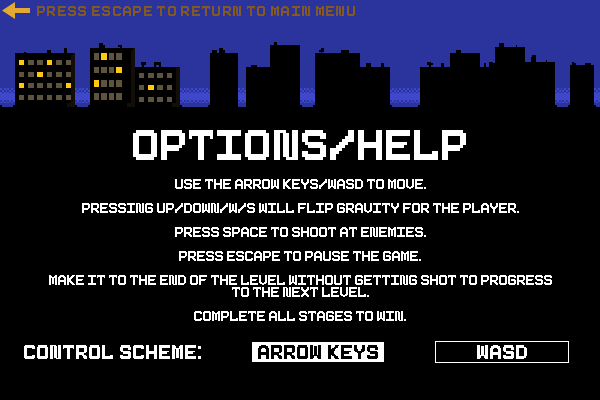 PRESS ESCAPE TO RETURN TO MAIN MENU
OPTIONS/HELP
USE THE ARROW KEYS/WASD TO MOVE.
PRESSING UP/DOWN/W/S WILL FLIP GRAVITY FOR THE PLAYER.
PRESS SPACE TO SHOOT AT ENEMIES.
PRESS ESCAPE TO PAUSE THE GAME.
MAKE IT TO THE END OF THE LEVEL WITHOUT GETTING SHOT TO PROGRESS
TO THE NEXT LEVEL.
COMPLETE ALL STAGES TO WIN.
CONTROL SCHEME: ARROW KEYS WASD